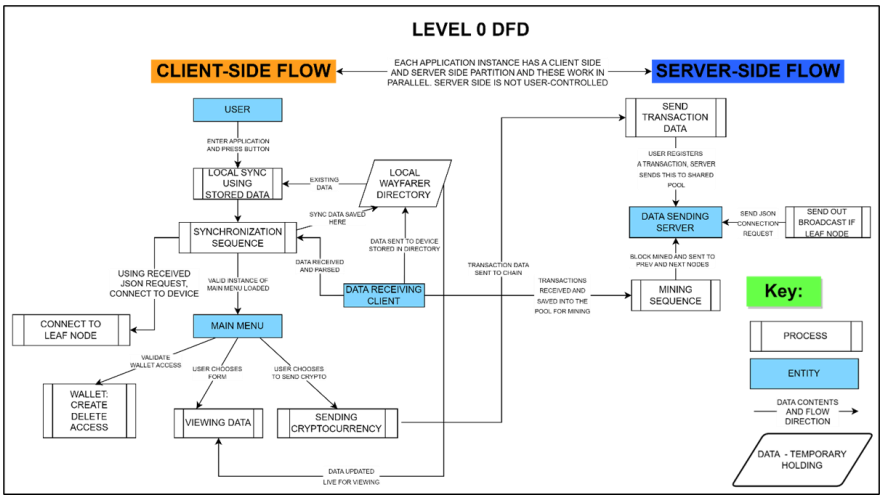 LEVEL 0 DFD
CLIENT-SIDE FLOW
EACH APPLICATION INSTANCE HAS A CLIENT SIDE
AND SERVER SIDE PARTITION AND THESE WORK IN
PARALLEL. SERVER SIDE IS NOT USER-CONTROLLED
SERVER-SIDE FLOW
USER
ENTER APPLICATION
AND PRESS BUTTON
LOCAL SYNC
USING
STORED DATA
EXISTING
DATA
LOCAL
WAYFARER
DIRECTORY
SYNC DATA SAVED
HERE
SYNCHRONIZATION
SEQUENCE
DATA SENT TO DEVICE
STORED IN DIRECTORY
DATA RECEIVED
AND PARSED
USING RECEIVED
JSON REQUEST,
CONNECT TO DEVICE
VALID INSTANCE OF
MAIN MENU LOADED
DATA RECEIVING
CLIENT
CONNECT TO
LEAF NODE
MAIN MENU
VALIDATE
WALLET ACCESS
USER CHOOSES
FORM
USER CHOOSES
TO SEND CRYPTO
WALLET:
CREATE
DELETE
ACCESS
VIEWING DATA
SENDING
CRYPTOCURRENCY
DATA UPDATED
LIVE FOR VIEWING
TRANSACTION DATA
SENT TO CHAIN
TRANSACTIONS
RECEIVED AND
SAVED INTO THE
POOL FOR MINING
SEND
TRANSACTION
DATA
USER REGISTERS
A TRANSACTION, SERVER
SENDS THIS TO SHARED
POOL
DATA SENDING
SERVER
SEND JSON
CONNECTION
REQUEST
SEND OUT
BROADCAST IF
LEAF NODE
BLOCK MINED AND SENT TO
PREV AND NEXT NODES
MINING
SEQUENCE
Key:
PROCESS
ENTITY
DATA CONTENTS
AND FLOW
DIRECTION
DATA - TEMPORARY
HOLDING